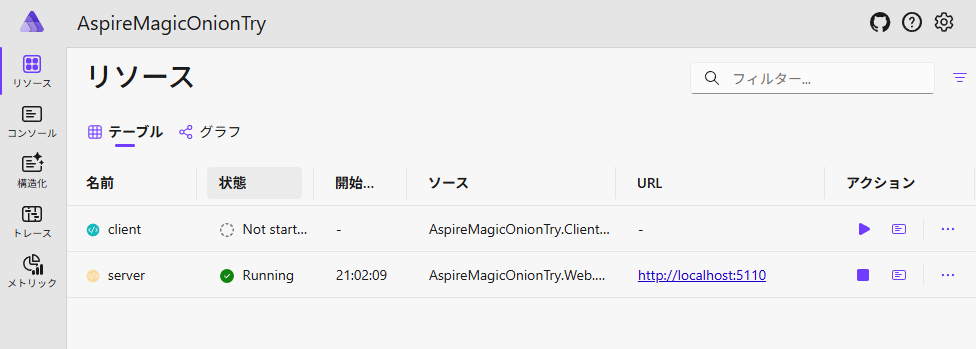 AspireMagicOnionTry
リソース
コンソール
構造化
トレース
メトリック
リソース
フィルター...
テーブル グラフ
名前 状態 開始... ソース URL アクション
client Not start... - AspireMagicOnionTry.Client... -
server Running 21:02:09 AspireMagicOnionTry.Web.... http://localhost:5110